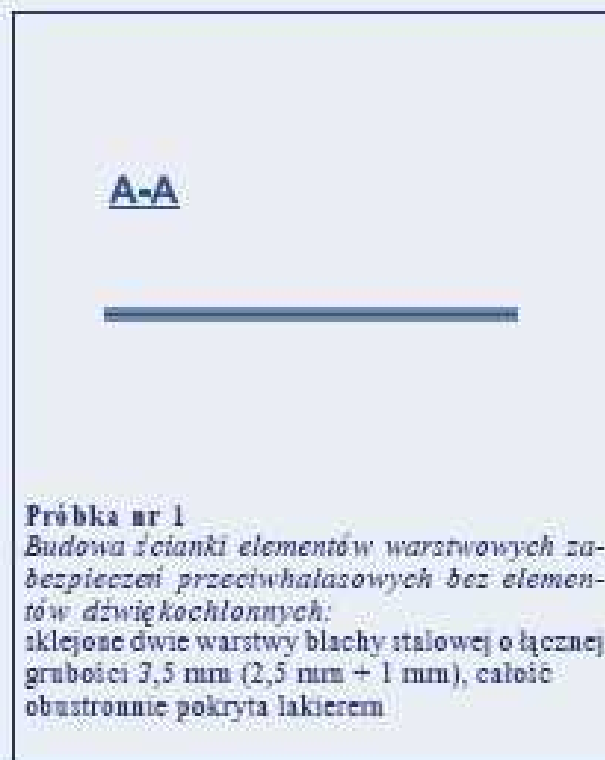 A-A
Próbka nr 1
Budowa ścianki elementów warstwowych za-
bezpieczeń przeciwhałasowych bez elemen-
tów dźwiękochłonnych:
sklejone dwie warstwy blachy stalowej o łącznej
grubości 3,5 mm (2,5 mm + 1 mm), całość
obustronnie pokryta lakierem